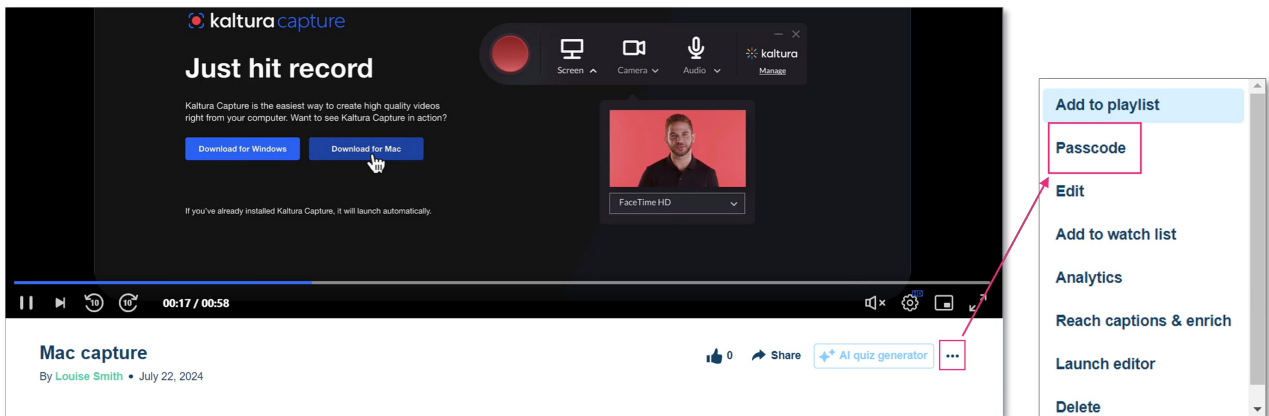 kaltura capture
Just hit record
Kaltura Capture is the easiest way to create high quality videos
right from your computer. Want to see Kaltura Capture in action?
Download for Windows
Download for Mac
If you've already installed Kaltura Capture, it will launch automatically.
Screen
Camera
Audio
kaltura
Manage
FaceTime HD
10
10
00:17 / 00:58
HD
Mac capture
By Louise Smith • July 22, 2024
0
Share
AI quiz generator
Add to playlist
Passcode
Edit
Add to watch list
Analytics
Reach captions & enrich
Launch editor
Delete